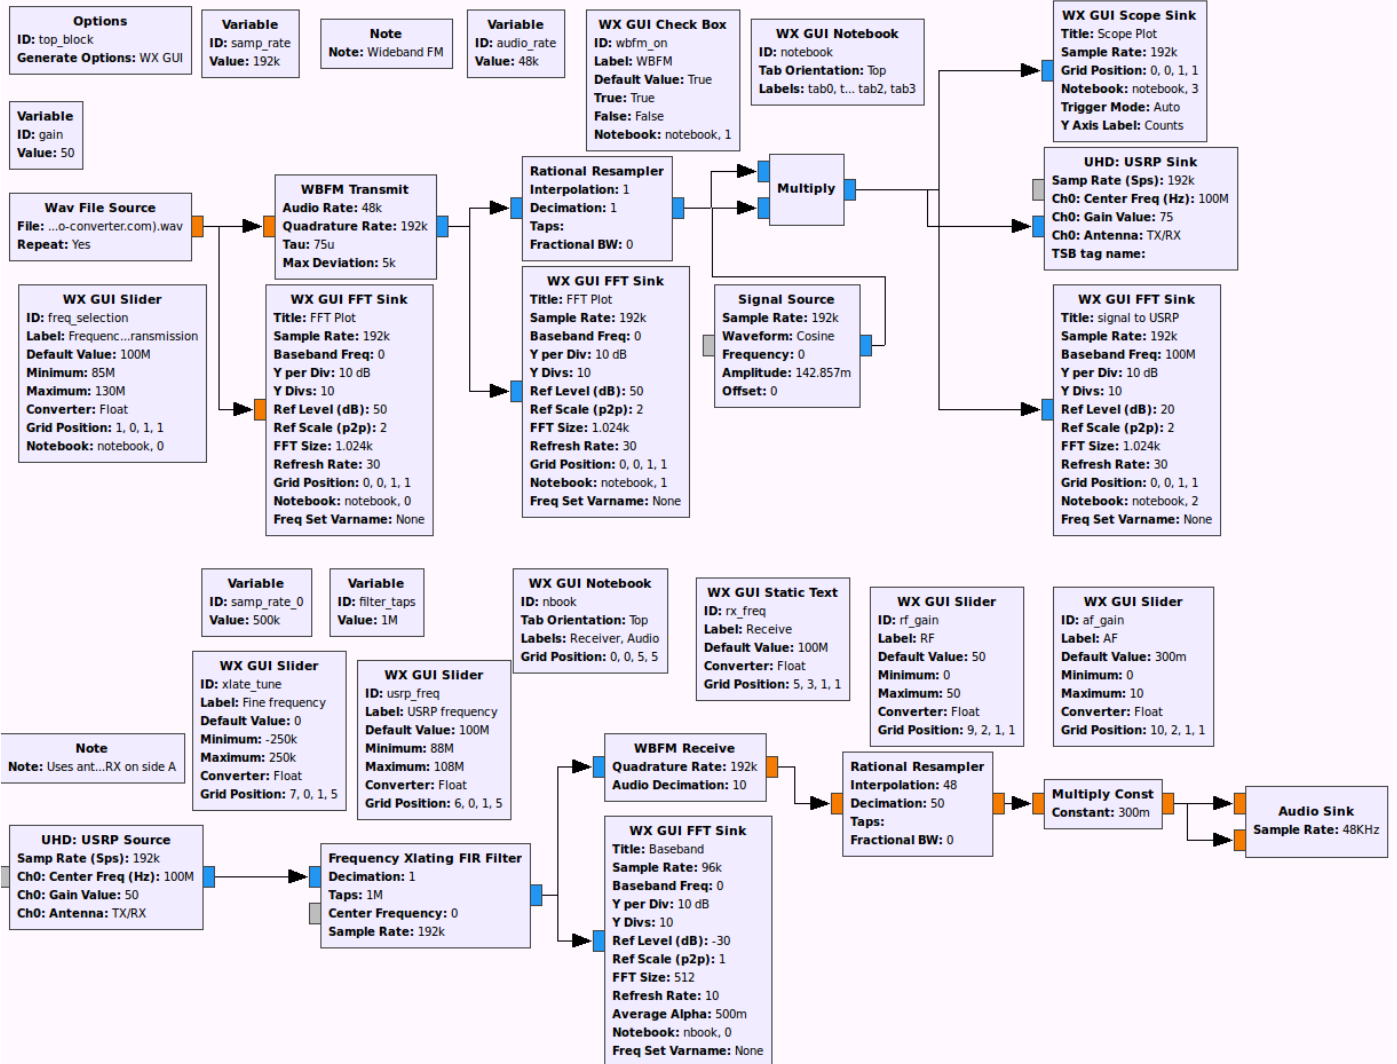 Options
ID: top_block
Generate Options: WX GUI
Variable
ID: samp_rate
Value: 192k
Note
Note: Wideband FM
Variable
ID: audio_rate
Value: 48k
WX GUI Check Box
ID: wbfm_on
Label: WBFM
Default Value: True
True: True
False: False
Notebook: notebook, 1
WX GUI Notebook
ID: notebook
Tab Orientation: Top
Labels: tab0, t... tab2, tab3
WX GUI Scope Sink
Title: Scope Plot
Sample Rate: 192k
Grid Position: 0, 0, 1, 1
Notebook: notebook, 3
Trigger Mode: Auto
Y Axis Label: Counts
Variable
ID: gain
Value: 50
Wav File Source
File: ...o-converter.com).wav
Repeat: Yes
WBFM Transmit
Audio Rate: 48k
Quadrature Rate: 192k
Tau: 75u
Max Deviation: 5k
Rational Resampler
Interpolation: 1
Decimation: 1
Taps:
Fractional BW: 0
Multiply
UHD: USRP Sink
Samp Rate (Sps): 192k
Ch0: Center Freq (Hz): 100M
Ch0: Gain Value: 75
Ch0: Antenna: TX/RX
TSB tag name:
WX GUI Slider
ID: freq_selection
Label: Frequenc...ransmission
Default Value: 100M
Minimum: 85M
Maximum: 130M
Converter: Float
Grid Position: 1, 0, 1, 1
Notebook: notebook, 0
WX GUI FFT Sink
Title: FFT Plot
Sample Rate: 192k
Baseband Freq: 0
Y per Div: 10 dB
Y Divs: 10
Ref Level (dB): 50
Ref Scale (p2p): 2
FFT Size: 1.024k
Refresh Rate: 30
Grid Position: 0, 0, 1, 1
Notebook: notebook, 0
Freq Set Varname: None
WX GUI FFT Sink
Title: FFT Plot
Sample Rate: 192k
Baseband Freq: 0
Y per Div: 10 dB
Y Divs: 10
Ref Level (dB): 50
Ref Scale (p2p): 2
FFT Size: 1.024k
Refresh Rate: 30
Grid Position: 0, 0, 1, 1
Notebook: notebook, 1
Freq Set Varname: None
Signal Source
Sample Rate: 192k
Waveform: Cosine
Frequency: 0
Amplitude: 142.857m
Offset: 0
WX GUI FFT Sink
Title: signal to USRP
Sample Rate: 192k
Baseband Freq: 100M
Y per Div: 10 dB
Y Divs: 10
Ref Level (dB): 20
Ref Scale (p2p): 2
FFT Size: 1.024k
Refresh Rate: 30
Grid Position: 0, 0, 1, 1
Notebook: notebook, 2
Freq Set Varname: None
Variable
ID: samp_rate_0
Value: 500k
Variable
ID: filter_taps
Value: 1M
WX GUI Notebook
ID: nbook
Tab Orientation: Top
Labels: Receiver, Audio
Grid Position: 0, 0, 5, 5
WX GUI Static Text
ID: rx_freq
Label: Receive
Default Value: 100M
Converter: Float
Grid Position: 5, 3, 1, 1
WX GUI Slider
ID: rf_gain
Label: RF
Default Value: 50
Minimum: 0
Maximum: 50
Converter: Float
Grid Position: 9, 2, 1, 1
WX GUI Slider
ID: af_gain
Label: AF
Default Value: 300m
Minimum: 0
Maximum: 10
Converter: Float
Grid Position: 10, 2, 1, 1
WX GUI Slider
ID: xlate_tune
Label: Fine frequency
Default Value: 0
Minimum: -250k
Maximum: 250k
Converter: Float
Grid Position: 7, 0, 1, 5
WX GUI Slider
ID: usrp_freq
Label: USRP frequency
Default Value: 100M
Minimum: 88M
Maximum: 108M
Converter: Float
Grid Position: 6, 0, 1, 5
Note
Note: Uses ant...RX on side A
WBFM Receive
Quadrature Rate: 192k
Audio Decimation: 10
Rational Resampler
Interpolation: 48
Decimation: 50
Taps:
Fractional BW: 0
Multiply Const
Constant: 300m
Audio Sink
Sample Rate: 48KHz
UHD: USRP Source
Samp Rate (Sps): 192k
Ch0: Center Freq (Hz): 100M
Ch0: Gain Value: 50
Ch0: Antenna: TX/RX
Frequency Xlating FIR Filter
Decimation: 1
Taps: 1M
Center Frequency: 0
Sample Rate: 192k
WX GUI FFT Sink
Title: Baseband
Sample Rate: 96k
Baseband Freq: 0
Y per Div: 10 dB
Y Divs: 10
Ref Level (dB): -30
Ref Scale (p2p): 1
FFT Size: 512
Refresh Rate: 10
Average Alpha: 500m
Notebook: nbook, 0
Freq Set Varname: None